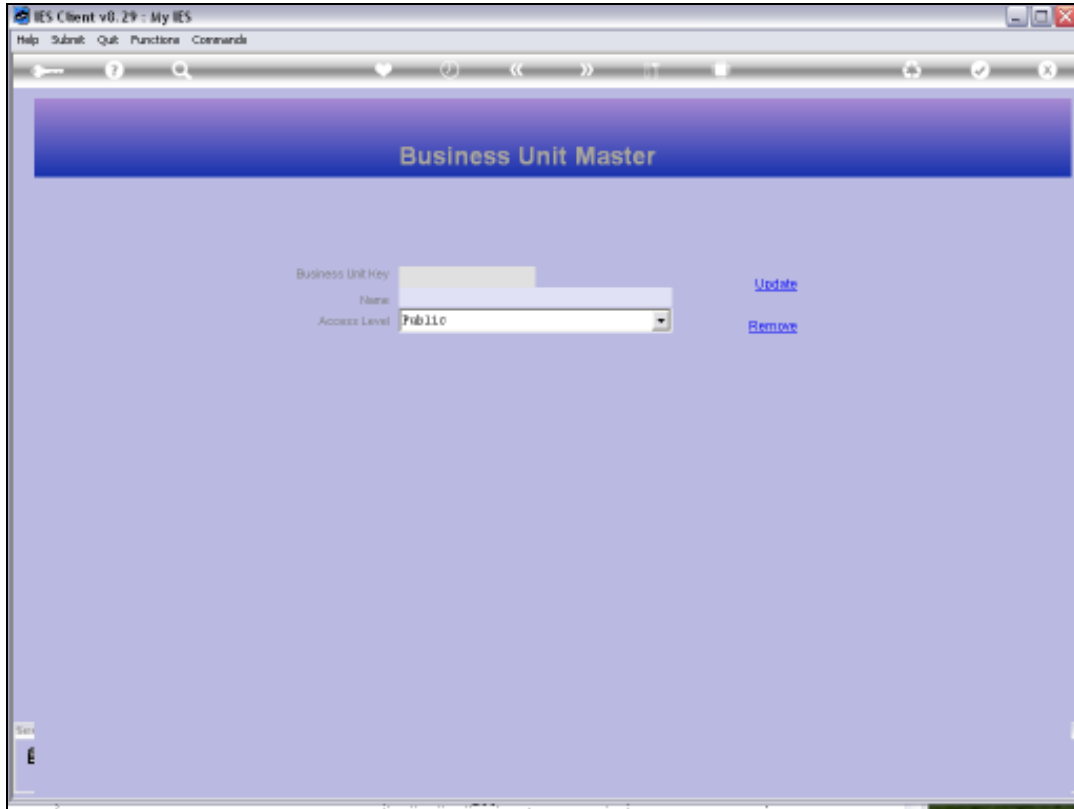 IES Client v8.29 : My IES
Help Submit Quit Functions Commands
Business Unit Master
Business Unit Key
Update
Name
Access Level Public
Remove